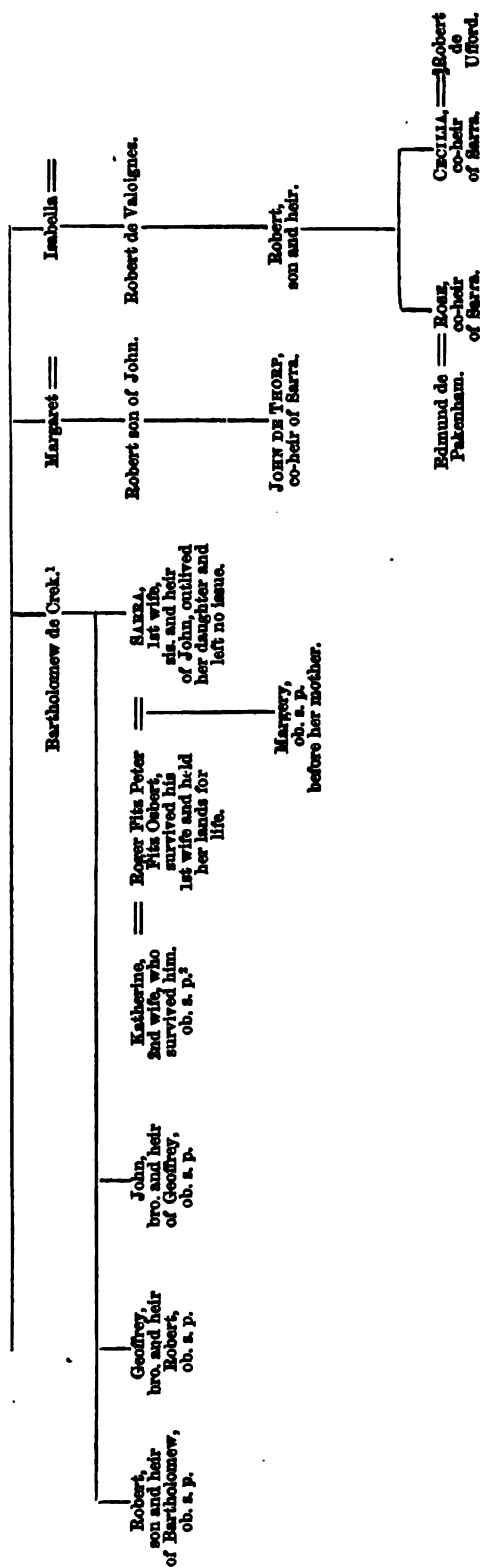 Bartholomew de Crek.¹
Margaret
Isabella
Robert,
son and heir
of Bartholomew,
ob. s. p.
Geoffrey,
bro. and heir
Robert,
ob. s. p.
John,
bro. and heir
of Geoffrey,
ob. s. p.
Katherine,
2nd wife, who
survived him.
ob. s. p.²
Roger Fitz Peter
Fitz Osbert,
survived his
1st wife and held
her lands for
life.
SARRA,
1st wife,
sis. and heir
of John, outlived
her daughter and
left no issue.
Robert son of John.
Robert de Valoignes.
Margery,
ob. s. p.
before her mother.
JOHN DE THORP,
co-heir of Sarra.
Robert,
son and heir.
Edmund de
Pakenham.
ROSE,
co-heir
of Sarra.
CECILIA,
co-heir
of Sarra.
Robert
de
Ufford.